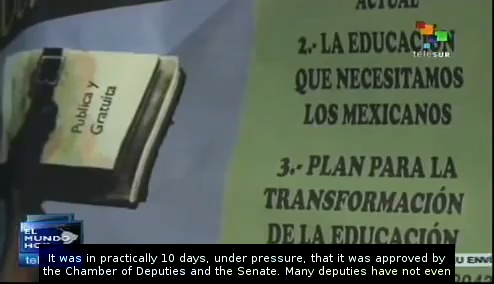 ACTUAL
teleSUR
2.- LA EDUCACIÓN
QUE NECESITAMOS
LOS MEXICANOS
Publica y
Gratuita
3.- PLAN PARA LA
TRANSFORMACIÓN
DE LA EDUCACIÓN
EL
MUNDO
HOY
It was in practically 10 days, under pressure, that it was approved by
the Chamber of Deputies and the Senate. Many deputies have not even